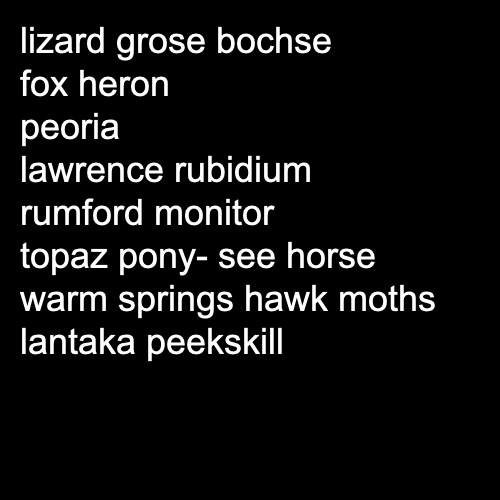 lizard grose bochse
fox heron
peoria
lawrence rubidium
rumford monitor
topaz pony- see horse
warm springs hawk moths
lantaka peekskill